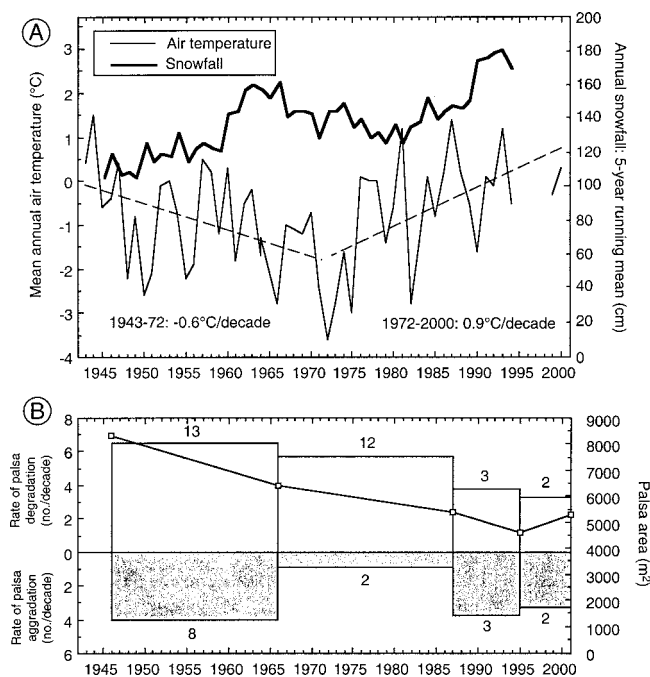 A
Air temperature
Snowfall
Mean annual air temperature (°C)
3
2
1
0
-1
-2
-3
-4
200
180
160
140
120
100
80
60
40
20
0
Annual snowfall: 5-year running mean (cm)
1943-72: -0.6°C/decade
1972-2000: 0.9°C/decade
1945 1950 1955 1960 1965 1970 1975 1980 1985 1990 1995 2000
B
Rate of palsa
degradation
(no./decade)
Rate of palsa
aggradation
(no./decade)
8
6
4
2
0
2
4
6
13
12
3
2
8
2
3
2
9000
8000
7000
6000
5000
4000
3000
2000
1000
0
Palsa area (m²)
1945 1950 1955 1960 1965 1970 1975 1980 1985 1990 1995 2000